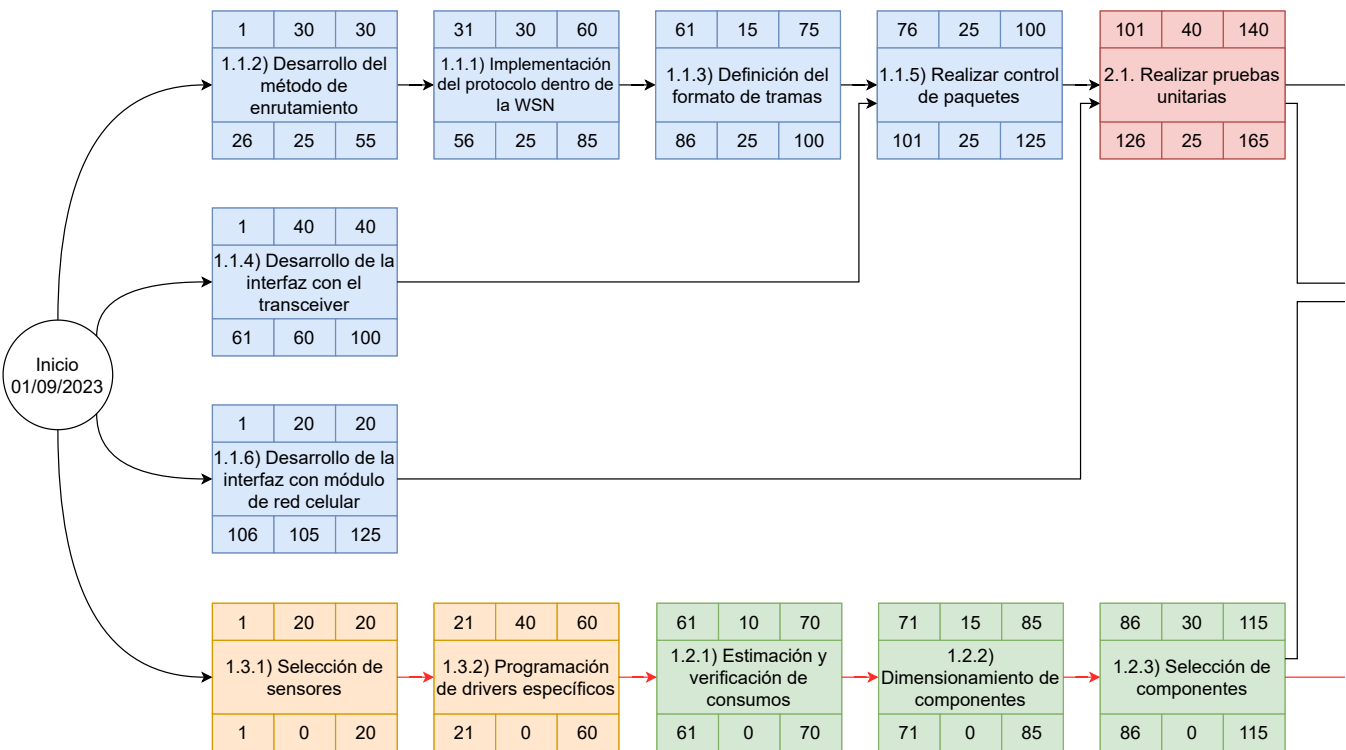 1 30 30
1.1.2) Desarrollo del
método de
enrutamiento
26 25 55
31 30 60
1.1.1) Implementación
del protocolo dentro de
la WSN
56 25 85
61 15 75
1.1.3) Definición del
formato de tramas
86 25 100
76 25 100
1.1.5) Realizar control
de paquetes
101 25 125
101 40 140
2.1. Realizar pruebas
unitarias
126 25 165
1 40 40
1.1.4) Desarrollo de la
interfaz con el
transceiver
61 60 100
Inicio
01/09/2023
1 20 20
1.1.6) Desarrollo de la
interfaz con módulo
de red celular
106 105 125
1 20 20
1.3.1) Selección de
sensores
1 0 20
21 40 60
1.3.2) Programación
de drivers específicos
21 0 60
61 10 70
1.2.1) Estimación y
verificación de
consumos
61 0 70
71 15 85
1.2.2)
Dimensionamiento de
componentes
71 0 85
86 30 115
1.2.3) Selección de
componentes
86 0 115